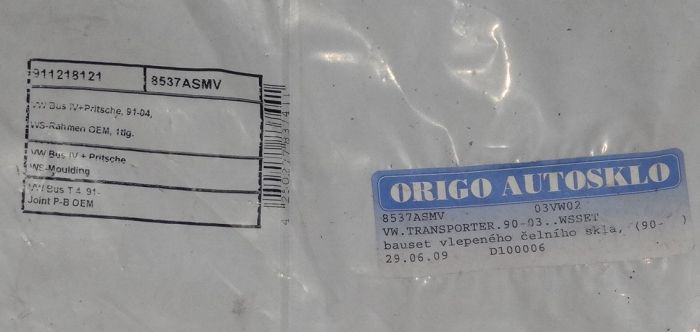 911218121 8537ASMV
VW Bus IV+Pritsche, 91-04,
WS-Rahmen OEM, 1tlg.
VW Bus IV + Pritsche
WS-Moulding
VW Bus T 4 91-
Joint P-B OEM
ORIGO AUTOSKLO
8537ASMV 03VW02
VW.TRANSPORTER.90-03..WSSET
bauset vlepeného čelního skla, (90- )
29.06.09 D100006